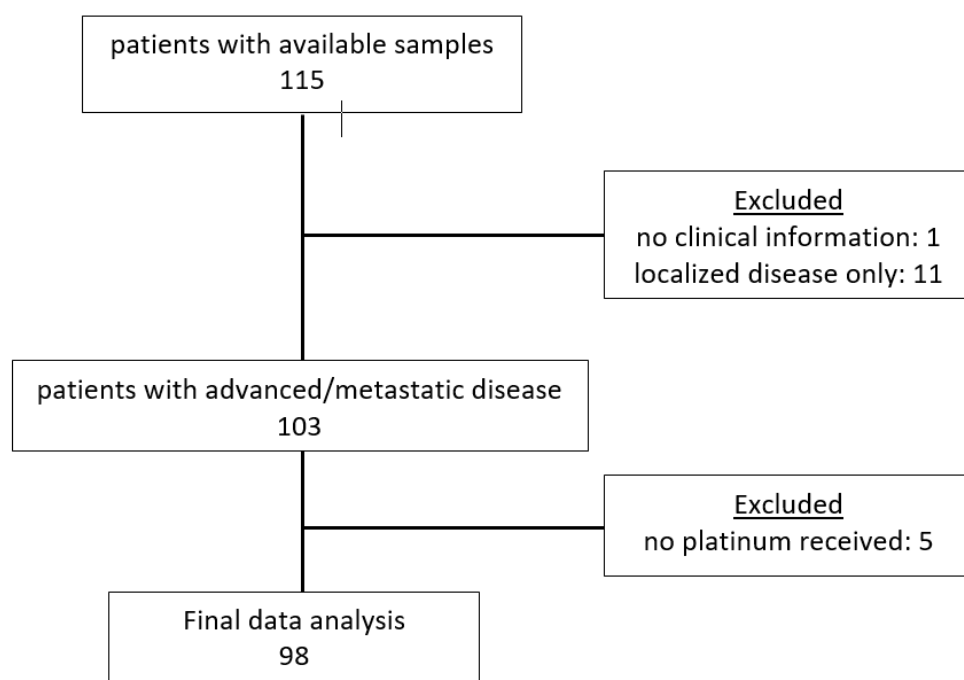 patients with available samples
115
Excluded
no clinical information: 1
localized disease only: 11
patients with advanced/metastatic disease
103
Excluded
no platinum received: 5
Final data analysis
98